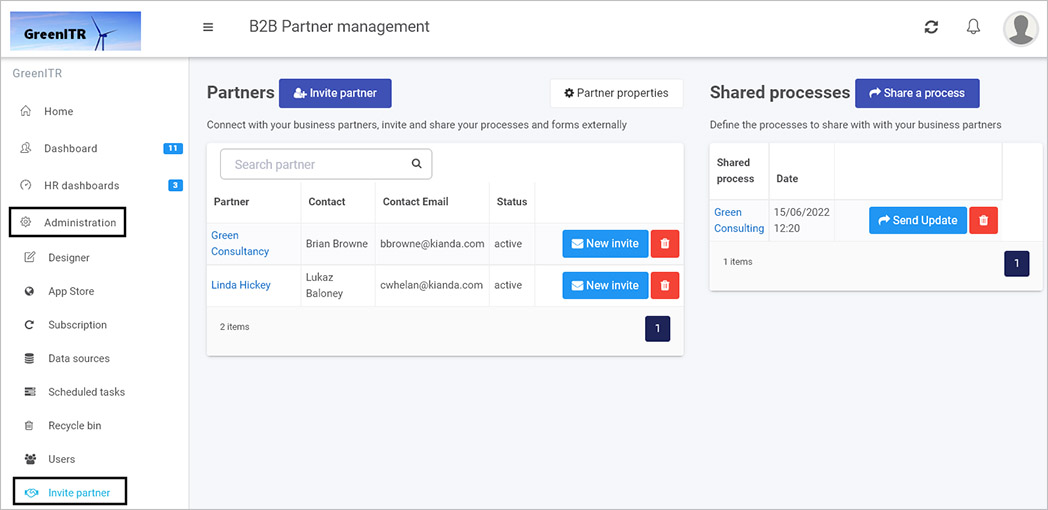 GreenITR
B2B Partner management
GreenITR
Home
Dashboard 11
HR dashboards 3
Administration
Designer
App Store
Subscription
Data sources
Scheduled tasks
Recycle bin
Users
Invite partner
Partners Invite partner Partner properties
Connect with your business partners, invite and share your processes and forms externally
Search partner
Partner Contact Contact Email Status
Green
Consultancy Brian Browne bbrowne@kianda.com active New invite
Linda Hickey Lukaz
Baloney cwhelan@kianda.com active New invite
2 items 1
Shared processes Share a process
Define the processes to share with with your business partners
Shared
process Date
Green
Consulting 15/06/2022
12:20 Send Update
1 items 1